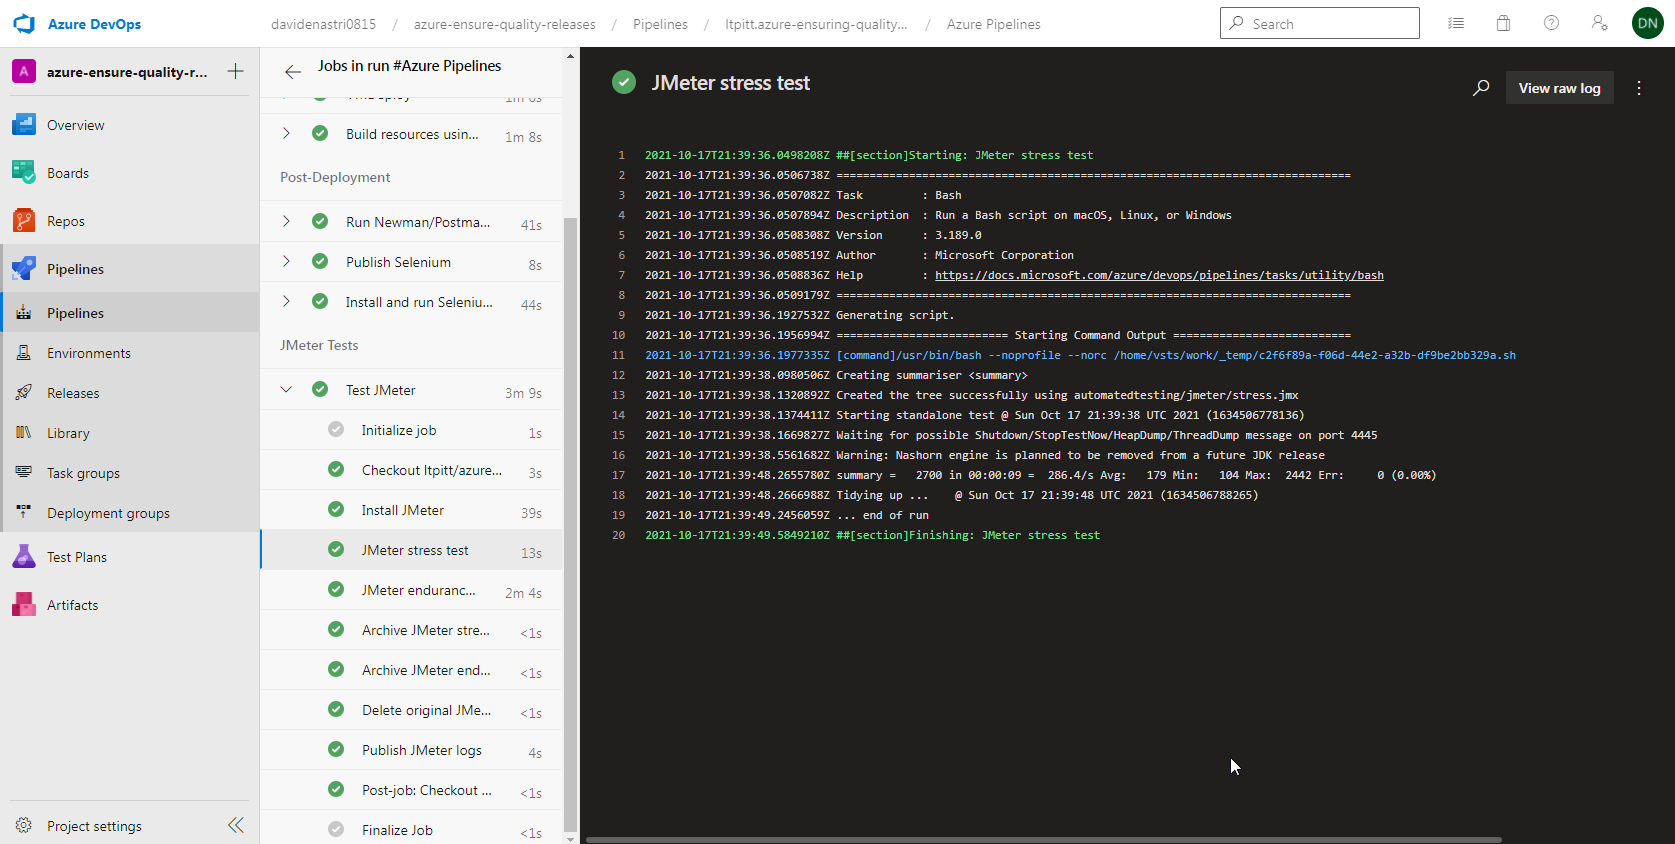 Azure DevOps
davidenastri0815 / azure-ensure-quality-releases / Pipelines / ltpitt.azure-ensuring-quality... / Azure Pipelines
Search
DN
A azure-ensure-quality-r...
Overview
Boards
Repos
Pipelines
Pipelines
Environments
Releases
Library
Task groups
Deployment groups
Test Plans
Artifacts
Project settings
Jobs in run #Azure Pipelines
Build resources usin... 1m 8s
Post-Deployment
Run Newman/Postma... 41s
Publish Selenium 8s
Install and run Seleniu... 44s
JMeter Tests
Test JMeter 3m 9s
Initialize job 1s
Checkout ltpitt/azure... 3s
Install JMeter 39s
JMeter stress test 13s
JMeter enduranc... 2m 4s
Archive JMeter stre... <1s
Archive JMeter end... <1s
Delete original JMe... <1s
Publish JMeter logs 4s
Post-job: Checkout ... <1s
Finalize Job <1s
JMeter stress test
View raw log
1 2021-10-17T21:39:36.0498208Z ##[section]Starting: JMeter stress test
2 2021-10-17T21:39:36.0506738Z ==============================================================================
3 2021-10-17T21:39:36.0507082Z Task         : Bash
4 2021-10-17T21:39:36.0507894Z Description  : Run a Bash script on macOS, Linux, or Windows
5 2021-10-17T21:39:36.0508308Z Version      : 3.189.0
6 2021-10-17T21:39:36.0508519Z Author       : Microsoft Corporation
7 2021-10-17T21:39:36.0508836Z Help         : https://docs.microsoft.com/azure/devops/pipelines/tasks/utility/bash
8 2021-10-17T21:39:36.0509179Z ==============================================================================
9 2021-10-17T21:39:36.1927532Z Generating script.
10 2021-10-17T21:39:36.1956994Z ========================== Starting Command Output ===========================
11 2021-10-17T21:39:36.1977335Z [command]/usr/bin/bash --noprofile --norc /home/vsts/work/_temp/c2f6f89a-f06d-44e2-a32b-df9be2bb329a.sh
12 2021-10-17T21:39:38.0980506Z Creating summariser <summary>
13 2021-10-17T21:39:38.1320892Z Created the tree successfully using automatedtesting/jmeter/stress.jmx
14 2021-10-17T21:39:38.1374411Z Starting standalone test @ Sun Oct 17 21:39:38 UTC 2021 (1634506778136)
15 2021-10-17T21:39:38.1669827Z Waiting for possible Shutdown/StopTestNow/HeapDump/ThreadDump message on port 4445
16 2021-10-17T21:39:38.5561682Z Warning: Nashorn engine is planned to be removed from a future JDK release
17 2021-10-17T21:39:48.2655780Z summary =   2700 in 00:00:09 =  286.4/s Avg:   179 Min:   104 Max:  2442 Err:     0 (0.00%)
18 2021-10-17T21:39:48.2666988Z Tidying up ...    @ Sun Oct 17 21:39:48 UTC 2021 (1634506788265)
19 2021-10-17T21:39:49.2456059Z ... end of run
20 2021-10-17T21:39:49.5849210Z ##[section]Finishing: JMeter stress test